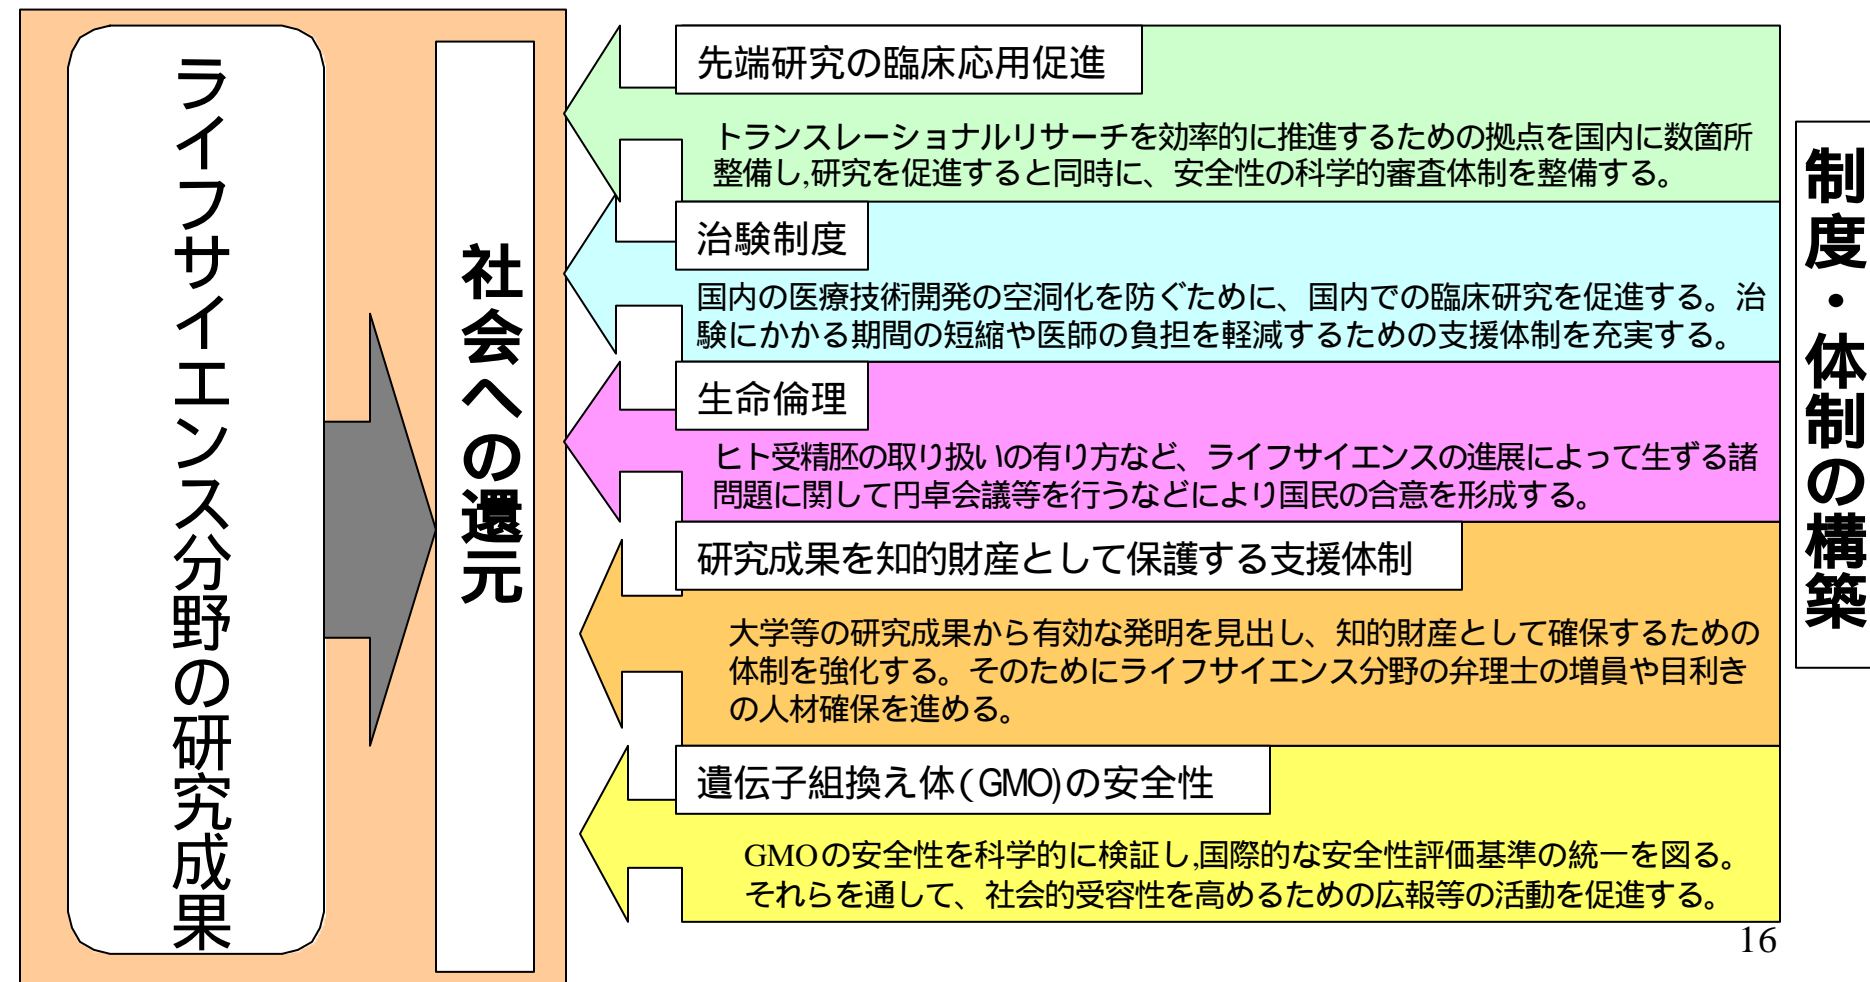 ライフサイエンス分野の研究成果
社会への還元
先端研究の臨床応用促進
トランスレーショナルリサーチを効率的に推進するための拠点を国内に数箇所
整備し,研究を促進すると同時に、安全性の科学的審査体制を整備する。
治験制度
国内の医療技術開発の空洞化を防ぐために、国内での臨床研究を促進する。治
験にかかる期間の短縮や医師の負担を軽減するための支援体制を充実する。
生命倫理
ヒト受精胚の取り扱いの有り方など、ライフサイエンスの進展によって生ずる諸
問題に関して円卓会議等を行うなどにより国民の合意を形成する。
研究成果を知的財産として保護する支援体制
大学等の研究成果から有効な発明を見出し、知的財産として確保するための
体制を強化する。そのためにライフサイエンス分野の弁理士の増員や目利き
の人材確保を進める。
遺伝子組換え体(GMO)の安全性
GMOの安全性を科学的に検証し,国際的な安全性評価基準の統一を図る。
それらを通して、社会的受容性を高めるための広報等の活動を促進する。
制度・体制の構築
16